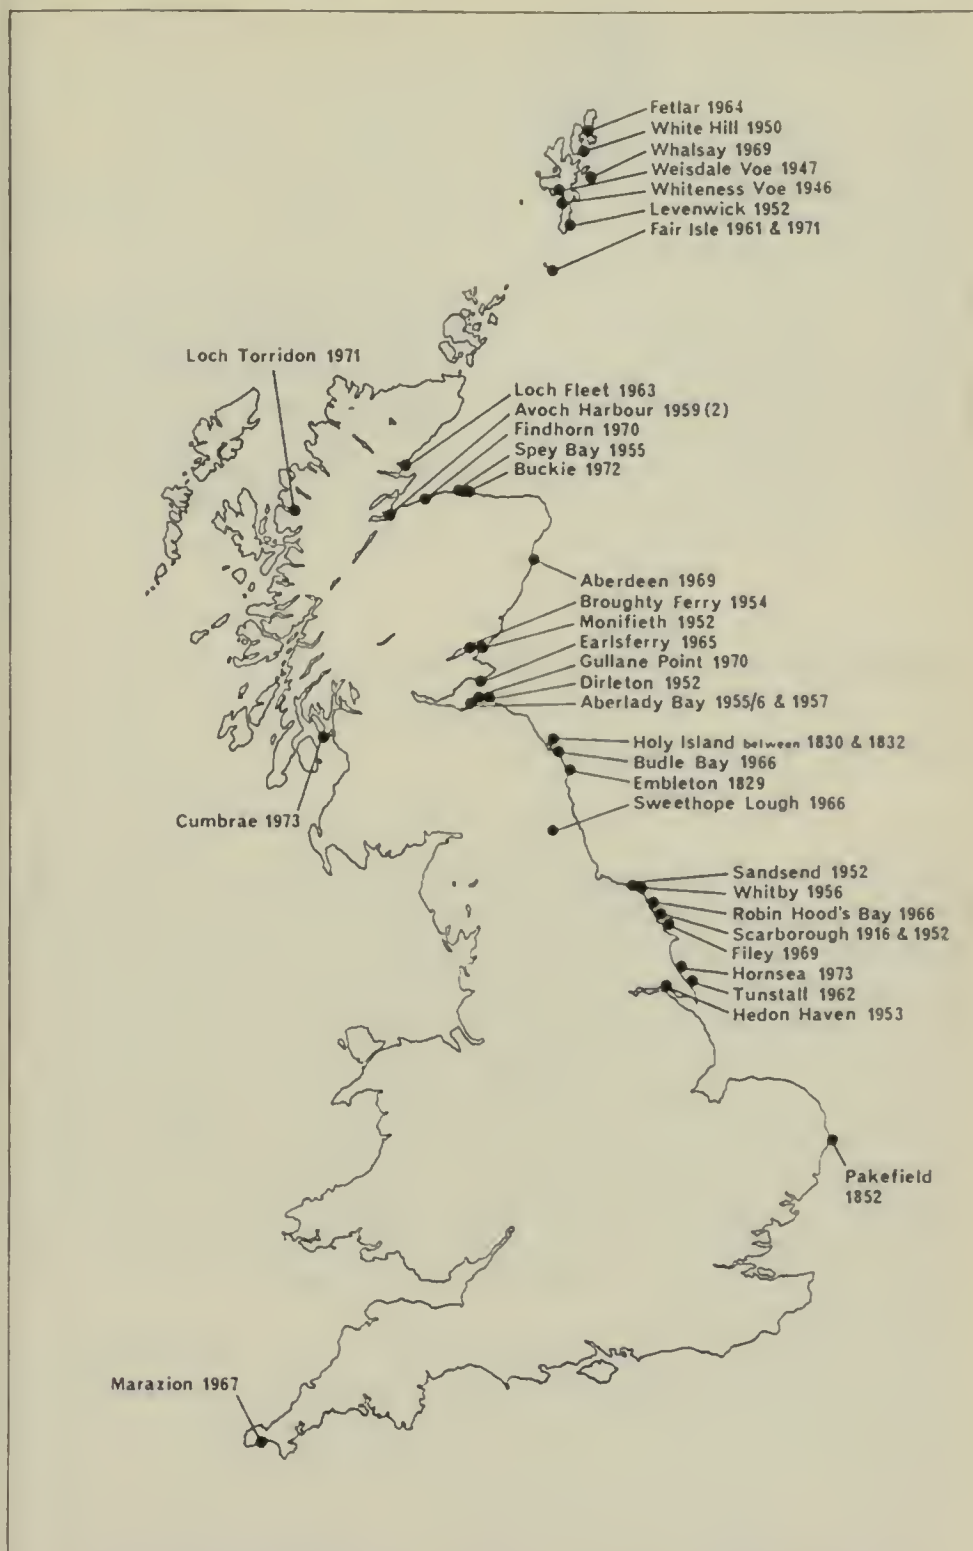 Fetlar 1964
White Hill 1950
Whalsay 1969
Weisdale Voe 1947
Whiteness Voe 1946
Levenwick 1952
Fair Isle 1961 & 1971
Loch Torridon 1971
Loch Fleet 1963
Avoch Harbour 1959 (2)
Findhorn 1970
Spey Bay 1955
Buckie 1972
Aberdeen 1969
Broughty Ferry 1954
Monifieth 1952
Earlsferry 1965
Gullane Point 1970
Dirleton 1952
Aberlady Bay 1955/6 & 1957
Holy Island between 1830 & 1832
Budle Bay 1966
Embleton 1829
Sweethope Lough 1966
Cumbrae 1973
Sandsend 1952
Whitby 1956
Robin Hood's Bay 1966
Scarborough 1916 & 1952
Filey 1969
Hornsea 1973
Tunstall 1962
Hedon Haven 1953
Pakefield
1852
Marazion 1967